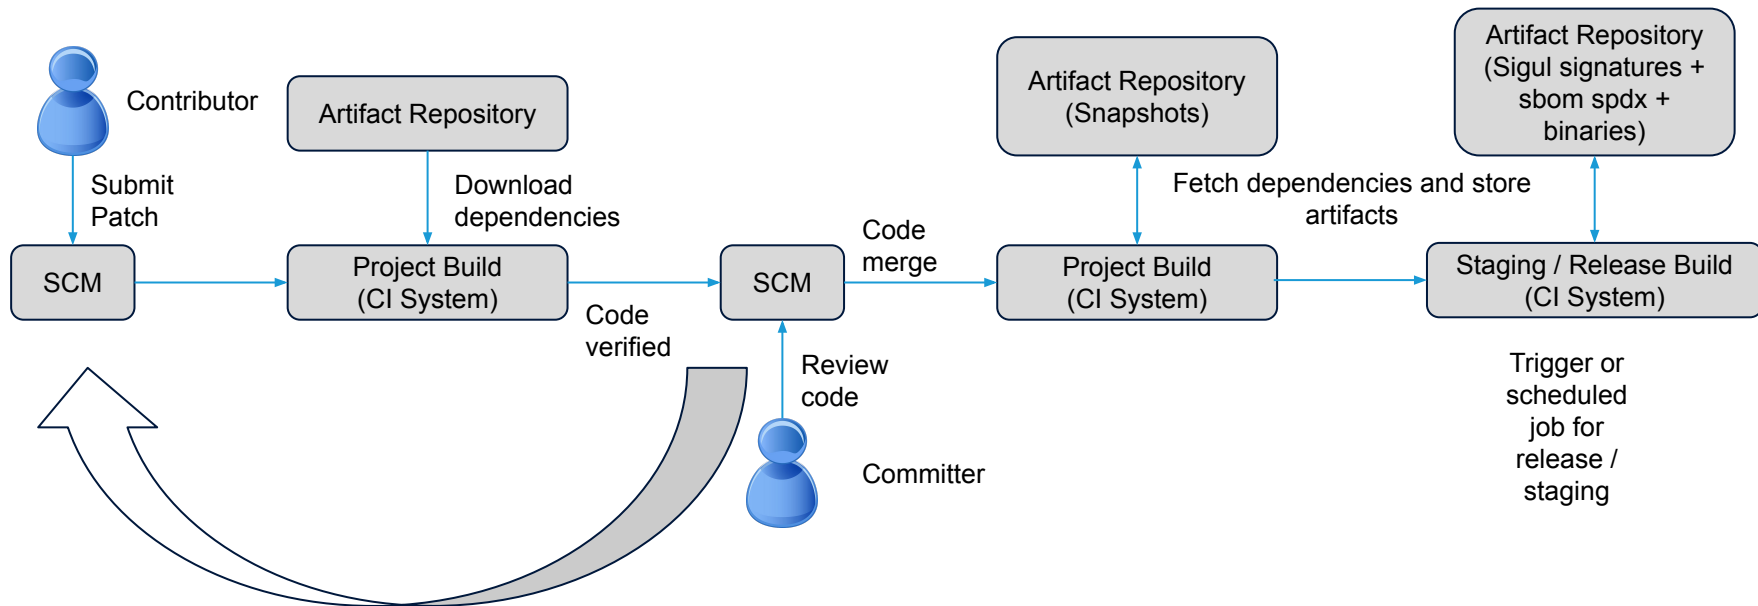 Contributor
Artifact Repository
Submit
Patch
Download
dependencies
SCM
Project Build
(CI System)
Code
verified
SCM
Review
code
Committer
Code
merge
Artifact Repository
(Snapshots)
Fetch dependencies and store
artifacts
Project Build
(CI System)
Artifact Repository
(Sigul signatures +
sbom spdx +
binaries)
Staging / Release Build
(CI System)
Trigger or
scheduled
job for
release /
staging